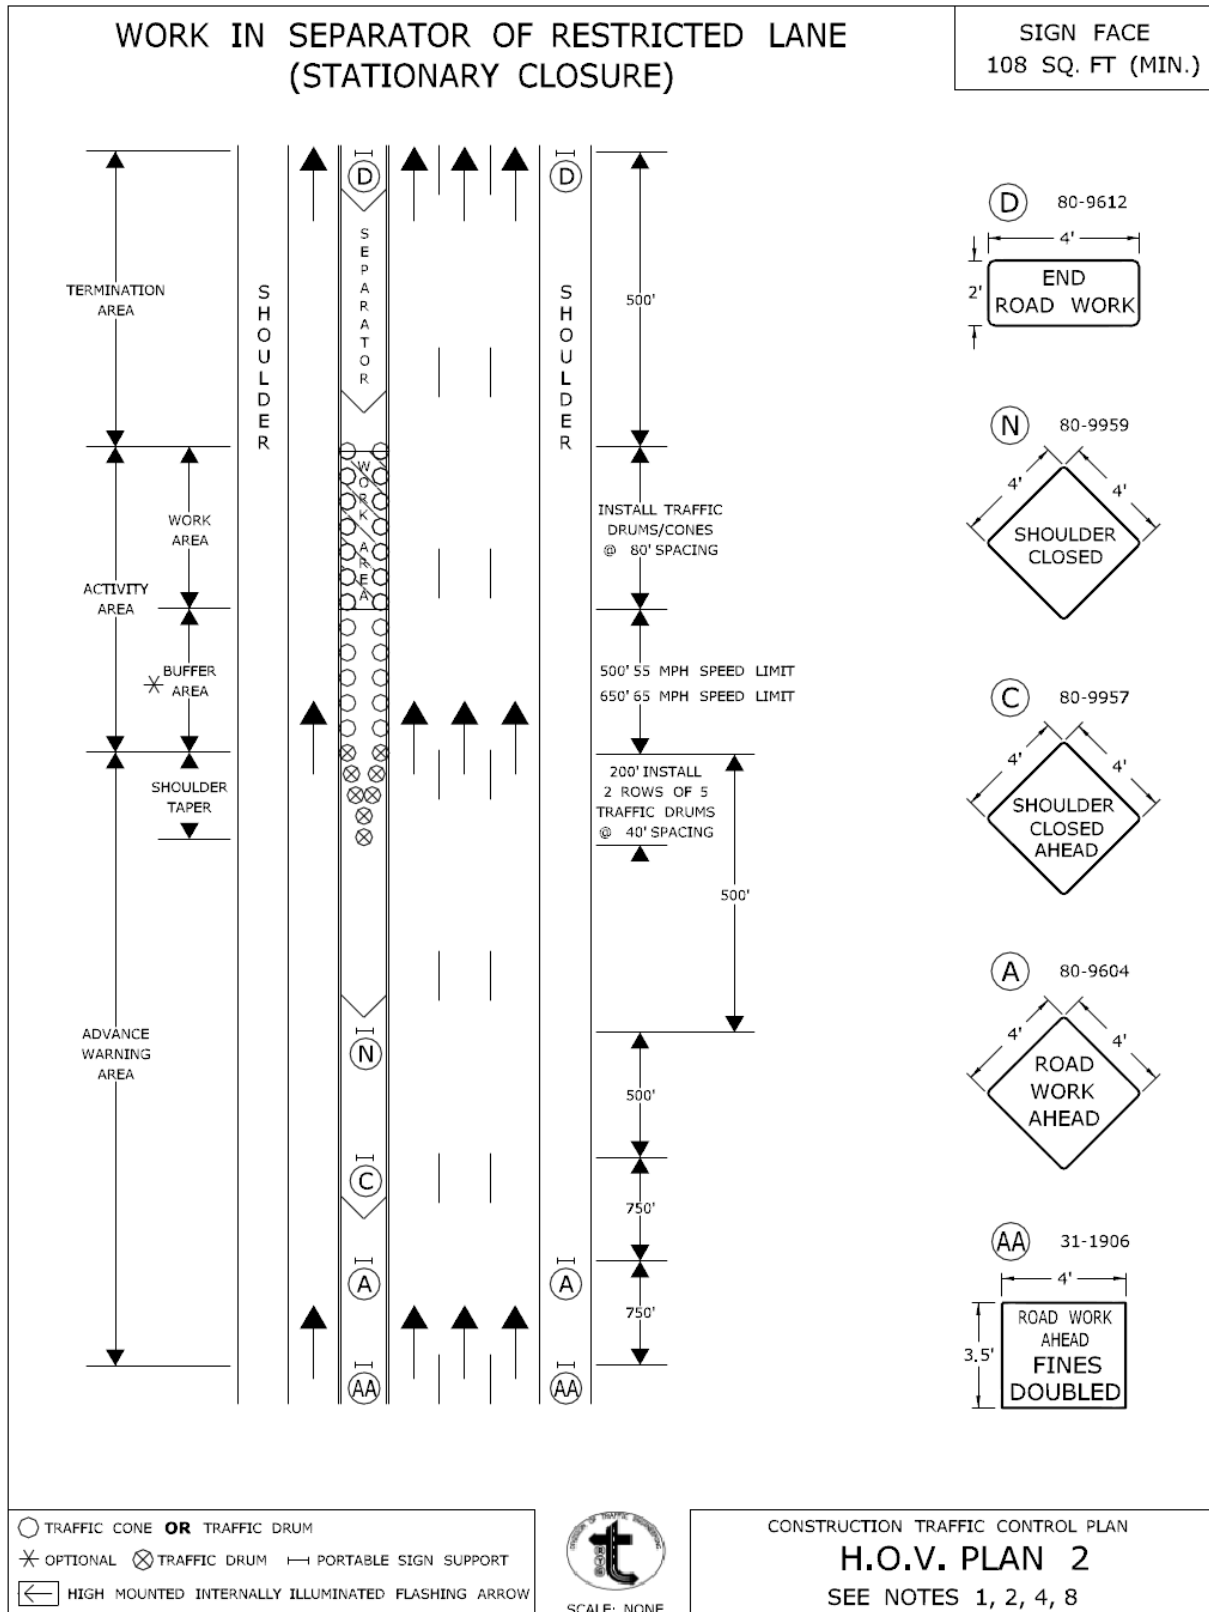 WORK IN SEPARATOR OF RESTRICTED LANE
(STATIONARY CLOSURE)
SIGN FACE
108 SQ. FT (MIN.)
TERMINATION
AREA
ACTIVITY
AREA
WORK
AREA
BUFFER
AREA
SHOULDER
TAPER
ADVANCE
WARNING
AREA
SHOULDER
D
SEPARATOR
WORK AREA
N
C
A
AA
D
SHOULDER
A
AA
500'
INSTALL TRAFFIC
DRUMS/CONES
@ 80' SPACING
500' 55 MPH SPEED LIMIT
650' 65 MPH SPEED LIMIT
200' INSTALL
2 ROWS OF 5
TRAFFIC DRUMS
@ 40' SPACING
500'
500'
750'
750'
D 80-9612
4'
2'
END
ROAD WORK
N 80-9959
4' 4'
SHOULDER
CLOSED
C 80-9957
4' 4'
SHOULDER
CLOSED
AHEAD
A 80-9604
4' 4'
ROAD
WORK
AHEAD
AA 31-1906
4'
3.5'
ROAD WORK
AHEAD
FINES
DOUBLED
TRAFFIC CONE OR TRAFFIC DRUM
OPTIONAL TRAFFIC DRUM PORTABLE SIGN SUPPORT
HIGH MOUNTED INTERNALLY ILLUMINATED FLASHING ARROW
DIVISION OF TRAFFIC ENGINEERING
SCALE: NONE
CONSTRUCTION TRAFFIC CONTROL PLAN
H.O.V. PLAN 2
SEE NOTES 1, 2, 4, 8